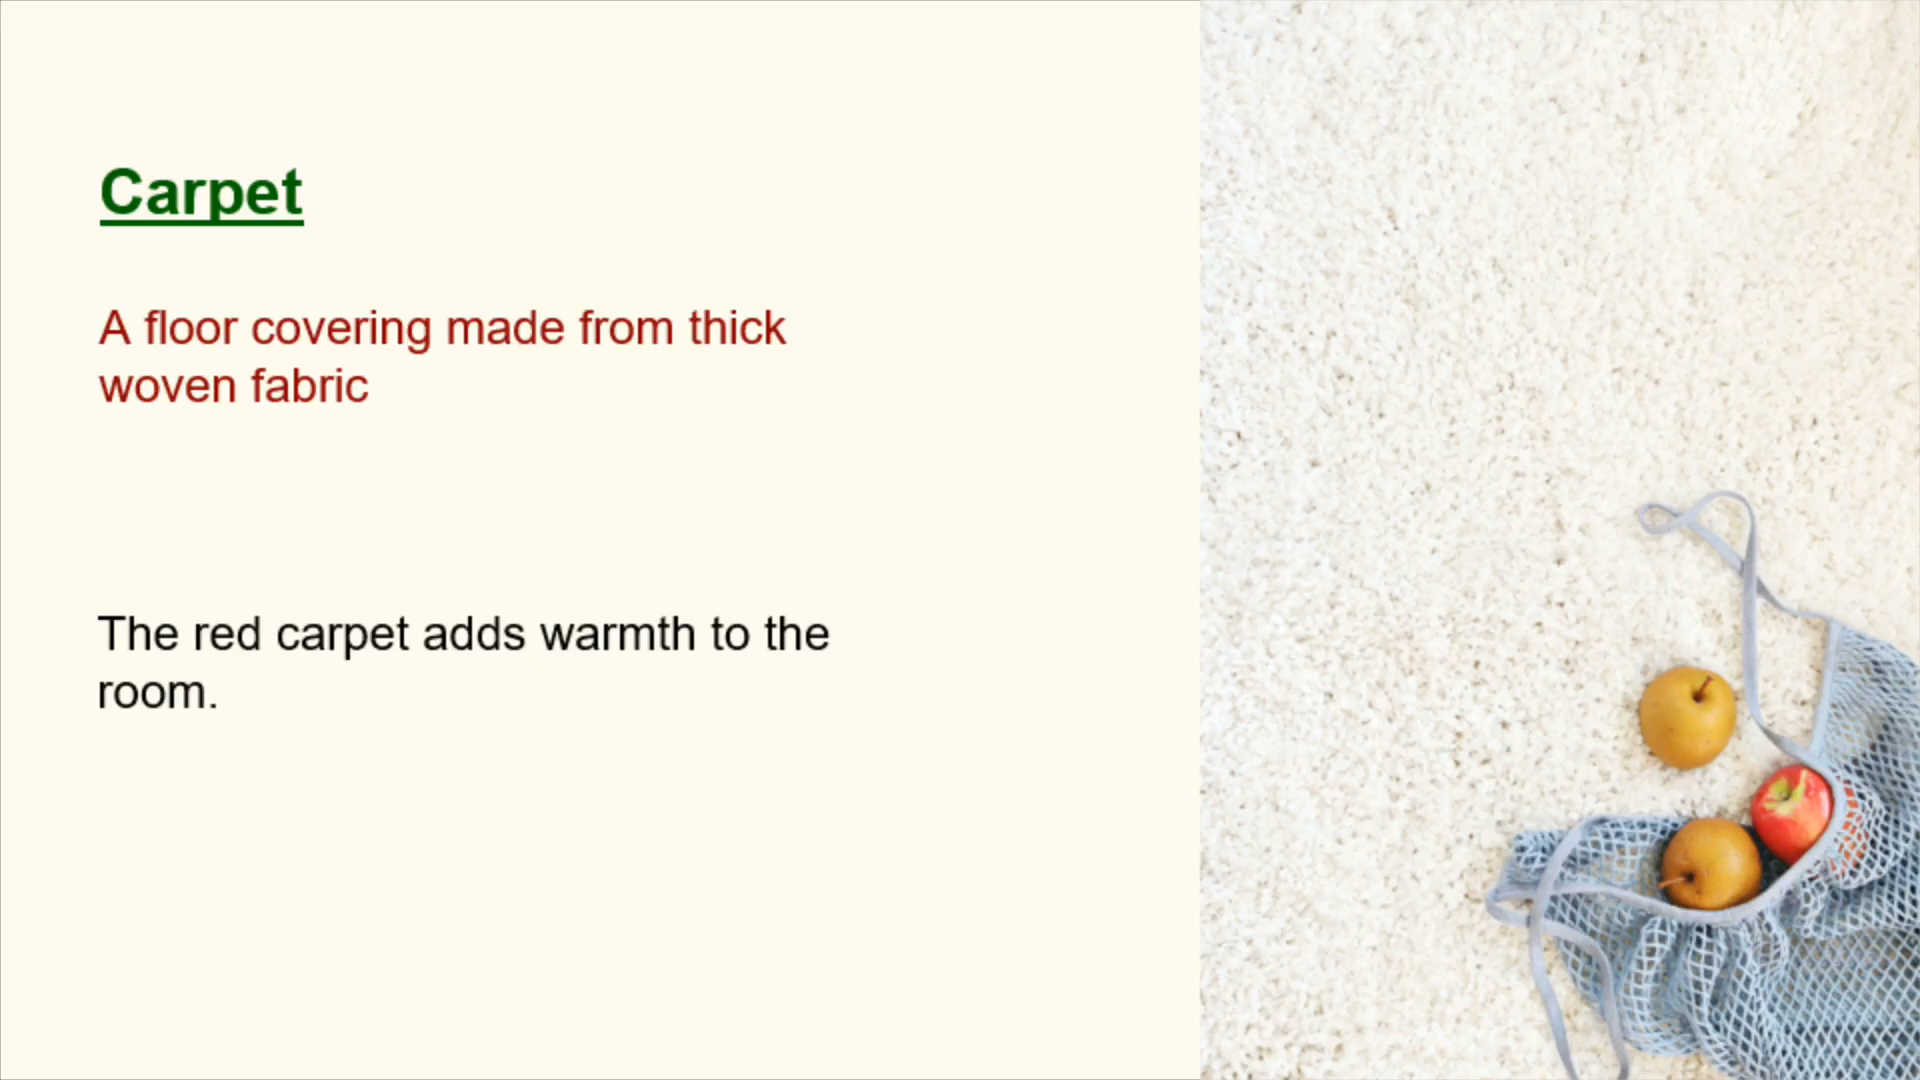 Carpet
A floor covering made from thick
woven fabric
The red carpet adds warmth to the
room.